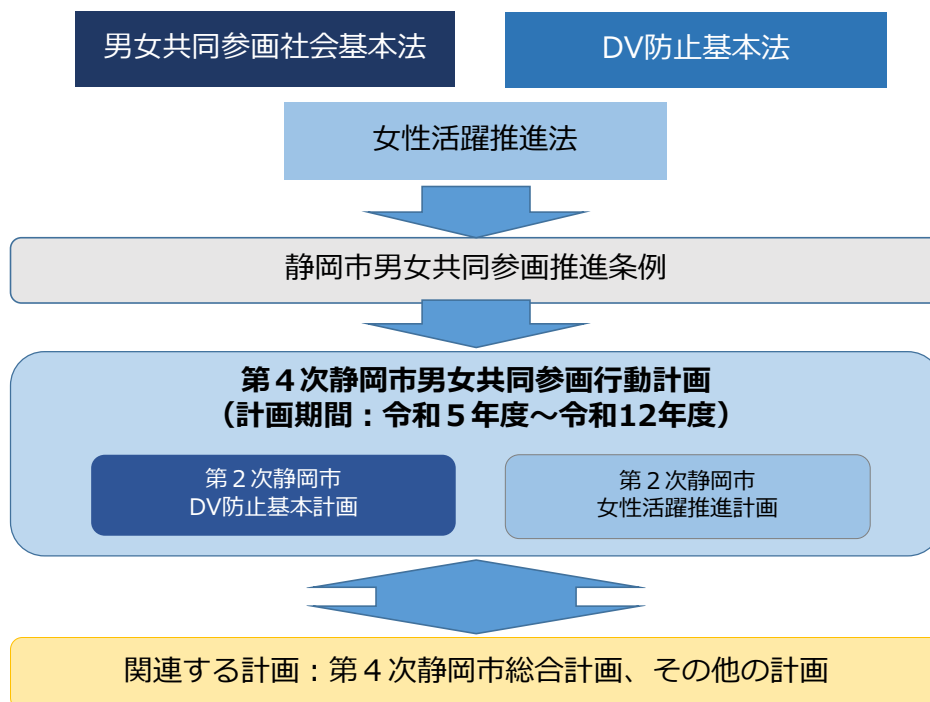 男女共同参画社会基本法
DV防止基本法
女性活躍推進法
静岡市男女共同参画推進条例
第４次静岡市男女共同参画行動計画
（計画期間：令和５年度～令和12年度）
第２次静岡市
DV防止基本計画
第２次静岡市
女性活躍推進計画
関連する計画：第４次静岡市総合計画、その他の計画